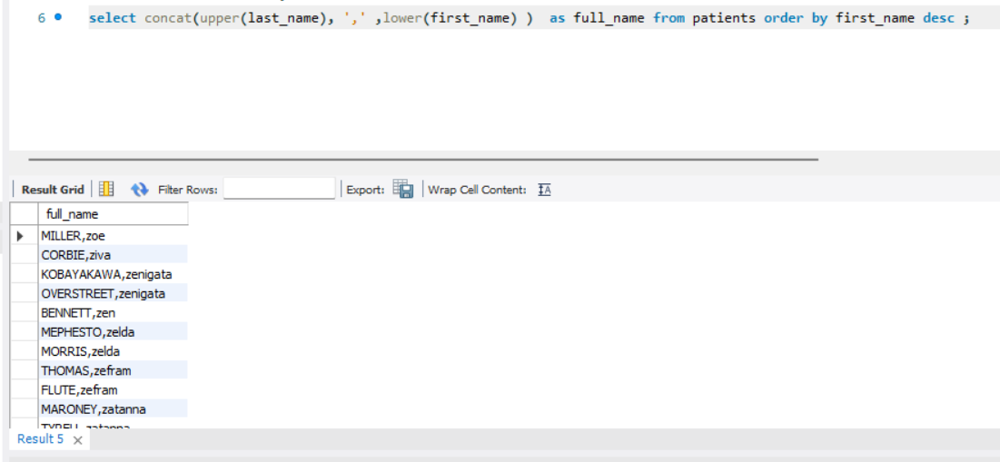 6 select concat(upper(last_name), ',' ,lower(first_name) ) as full_name from patients order by first_name desc ;
Result Grid Filter Rows: Export: Wrap Cell Content:
full_name
MILLER,zoe
CORBIE,ziva
KOBAYAKAWA,zenigata
OVERSTREET,zenigata
BENNETT,zen
MEPHESTO,zelda
MORRIS,zelda
THOMAS,zefram
FLUTE,zefram
MARONEY,zatanna
Result 5